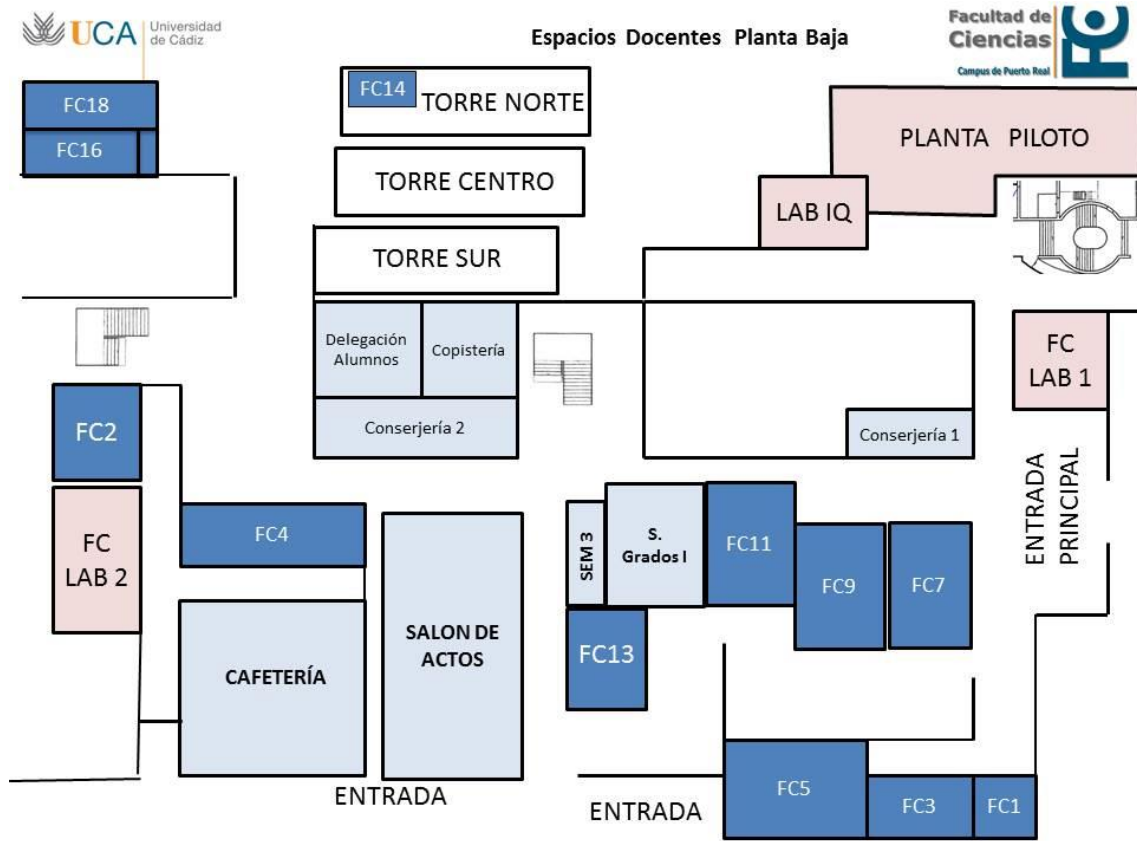 UCA
Universidad
de Cádiz
Espacios Docentes Planta Baja
Facultad de
Ciencias
Campus de Puerto Real
FC
FC18
FC16
FC14
TORRE NORTE
TORRE CENTRO
TORRE SUR
PLANTA PILOTO
LAB IQ
Delegación
Alumnos
Copistería
Conserjería 2
Conserjería 1
FC
LAB 1
ENTRADA
PRINCIPAL
FC2
FC
LAB 2
FC4
CAFETERÍA
SALON DE
ACTOS
SEM 3
S.
Grados I
FC11
FC9
FC7
FC13
FC5
FC3
FC1
ENTRADA
ENTRADA